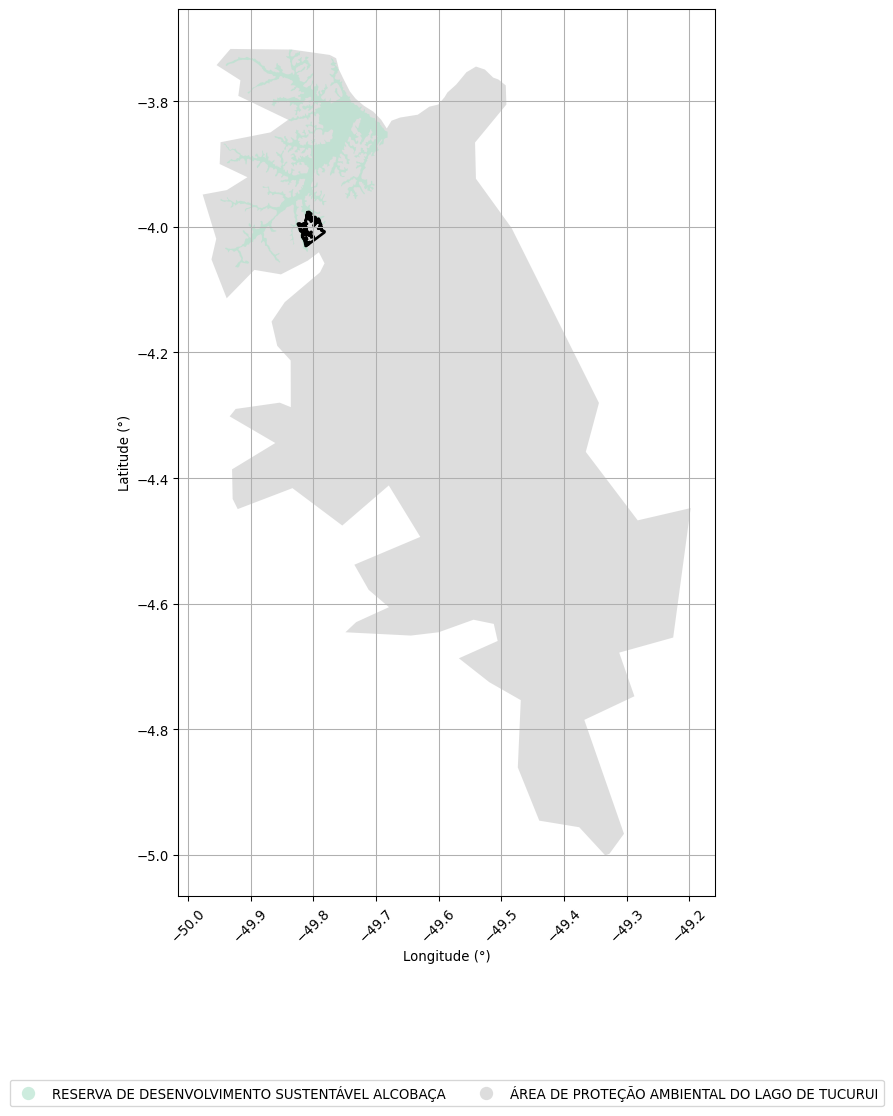 −3.8
−4.0
−4.2
−4.4
−4.6
−4.8
−5.0
Latitude (°)
−50.0 −49.9 −49.8 −49.7 −49.6 −49.5 −49.4 −49.3 −49.2
Longitude (°)
RESERVA DE DESENVOLVIMENTO SUSTENTÁVEL ALCOBAÇA ÁREA DE PROTEÇÃO AMBIENTAL DO LAGO DE TUCURUI